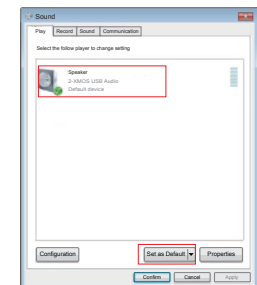 Sound
Play Record Sound Communication
Select the follow player to change setting
Speaker
2-XMOS USB Audio
Default device
Configuration Set as Default Properties
Confirm Cancel Apply